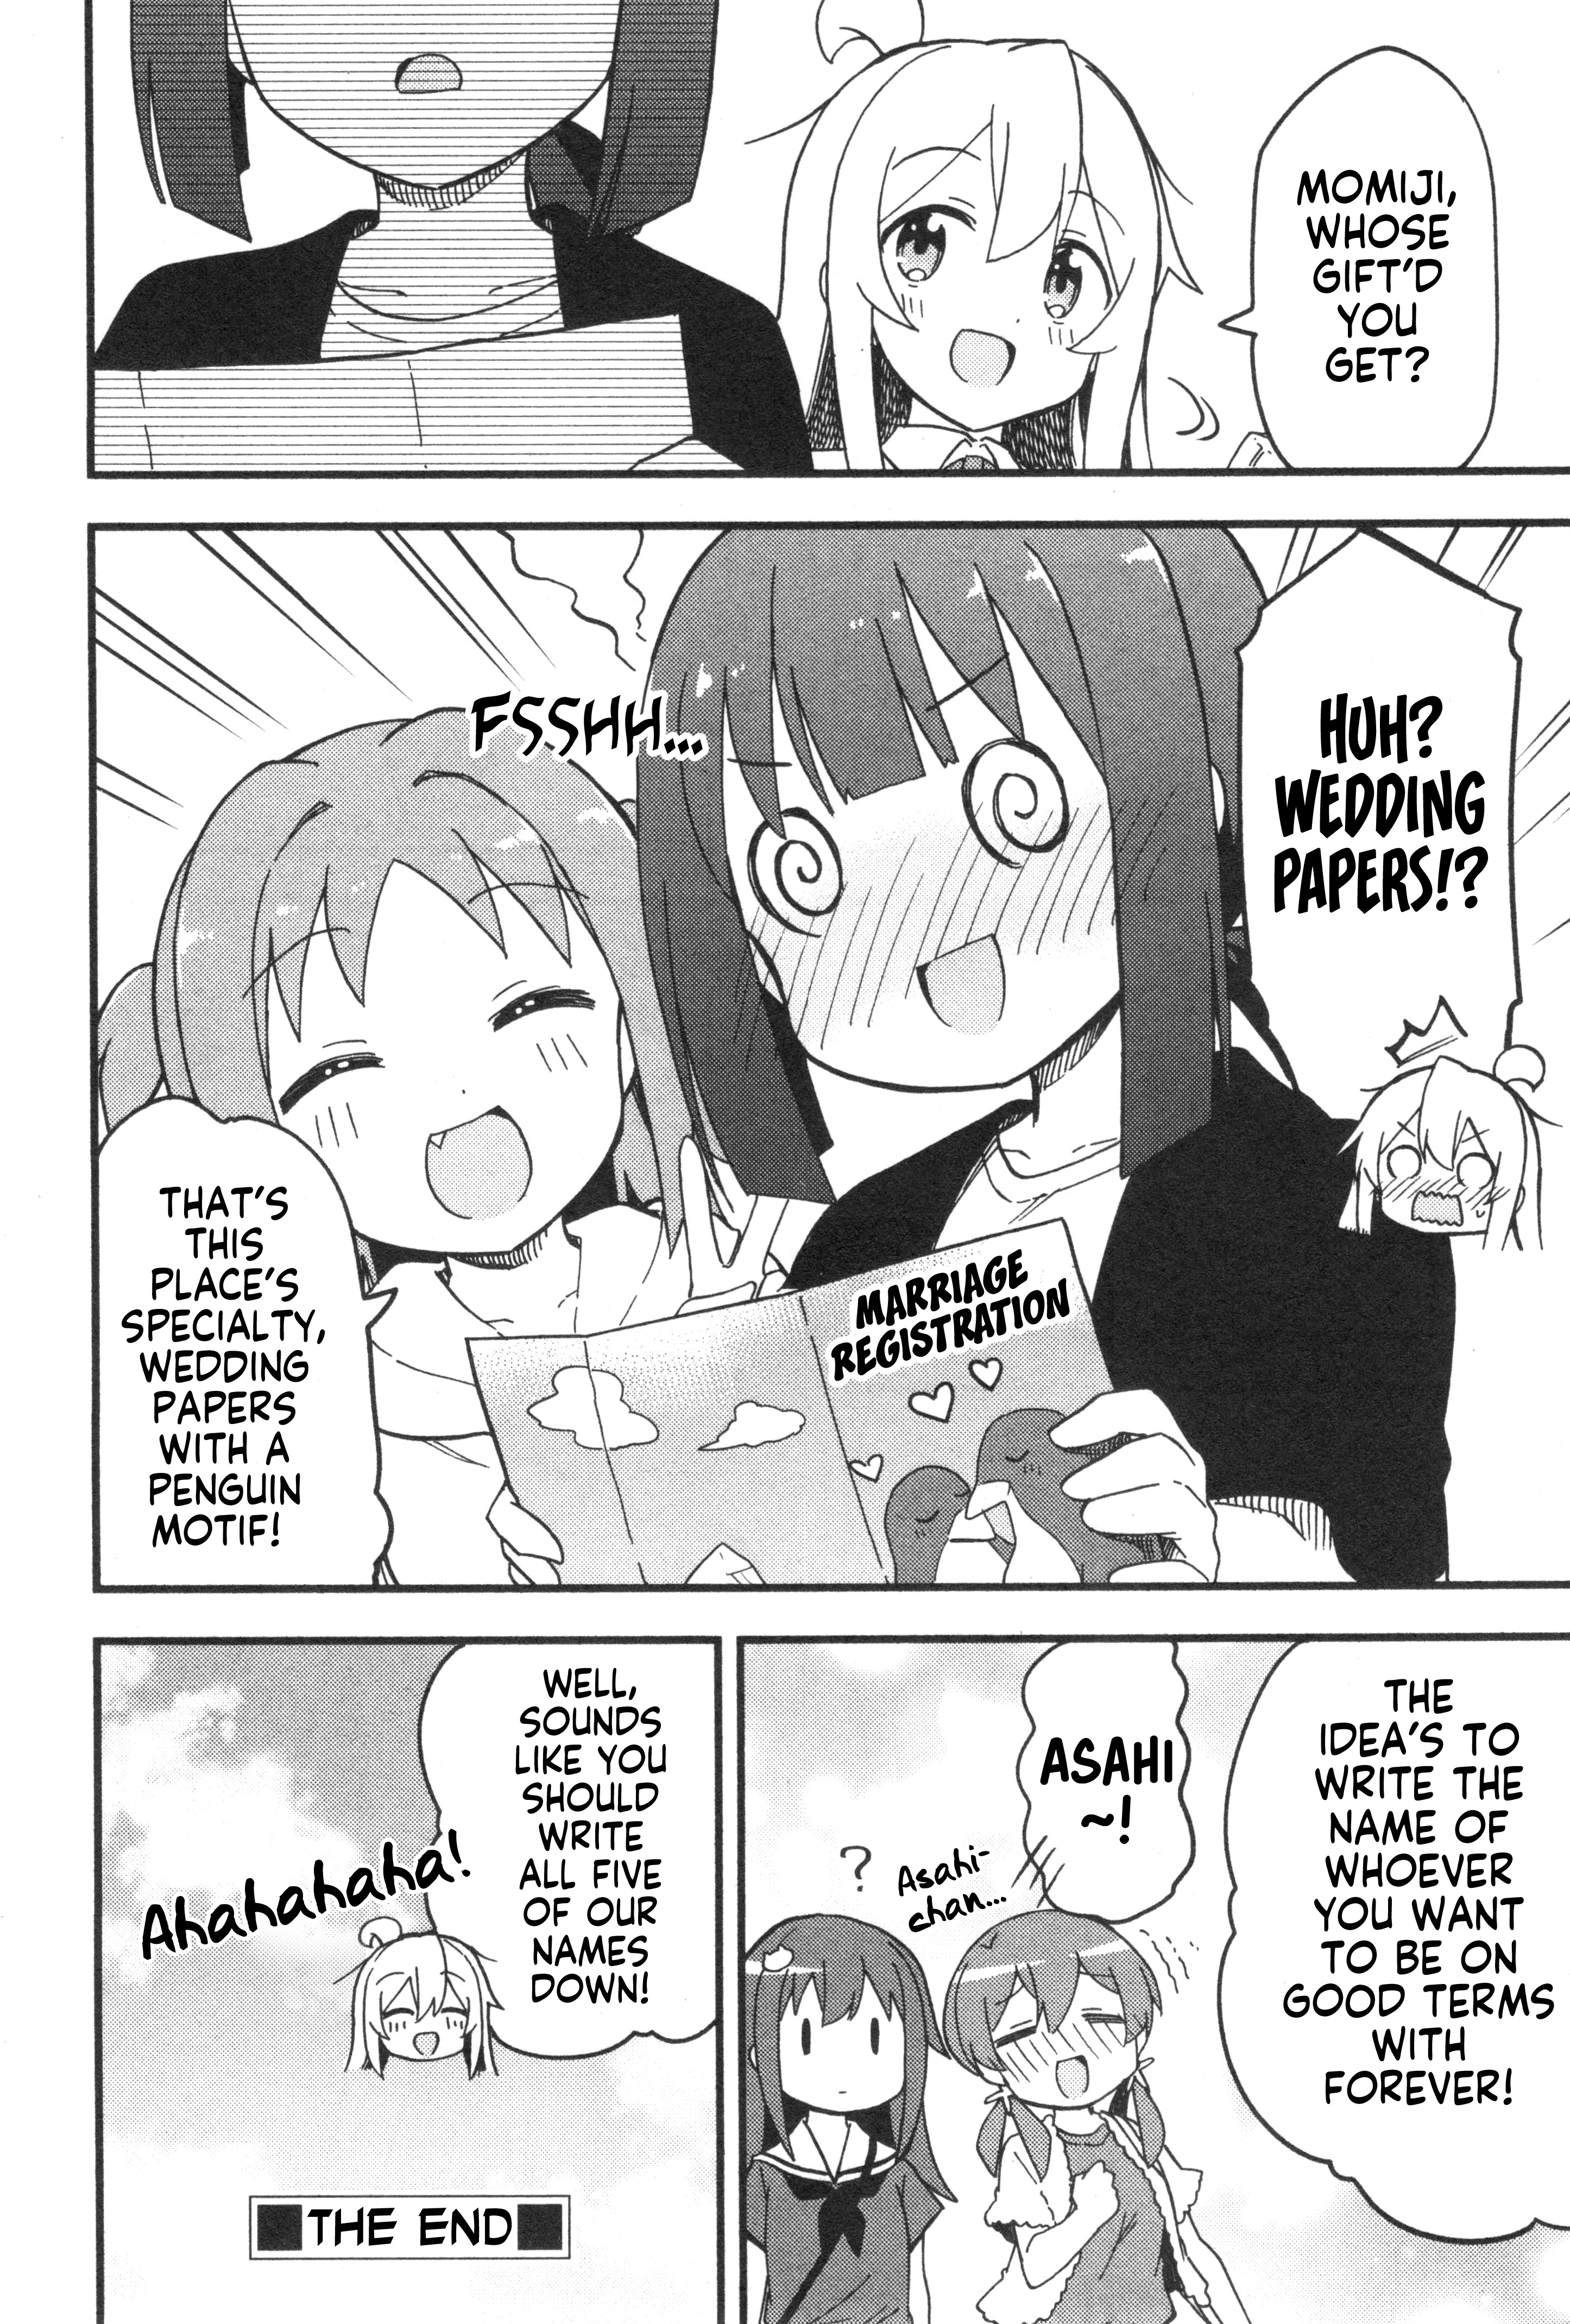 MOMIJI,
WHOSE
GIFT'D
YOU
GET?
HUH?
WEDDING
PAPERS!?
FSSHH...
MARRIAGE
REGISTRATION
THAT'S
THIS
PLACE'S
SPECIALTY,
WEDDING
PAPERS
WITH A
PENGUIN
MOTIF!
THE
IDEA'S TO
WRITE THE
NAME OF
WHOEVER
YOU WANT
TO BE ON
GOOD TERMS
WITH
FOREVER!
ASAHI
~!
Asahi-
chan...
?
WELL,
SOUNDS
LIKE YOU
SHOULD
WRITE
ALL FIVE
OF OUR
NAMES
DOWN!
Ahahahaha!
■THE END■